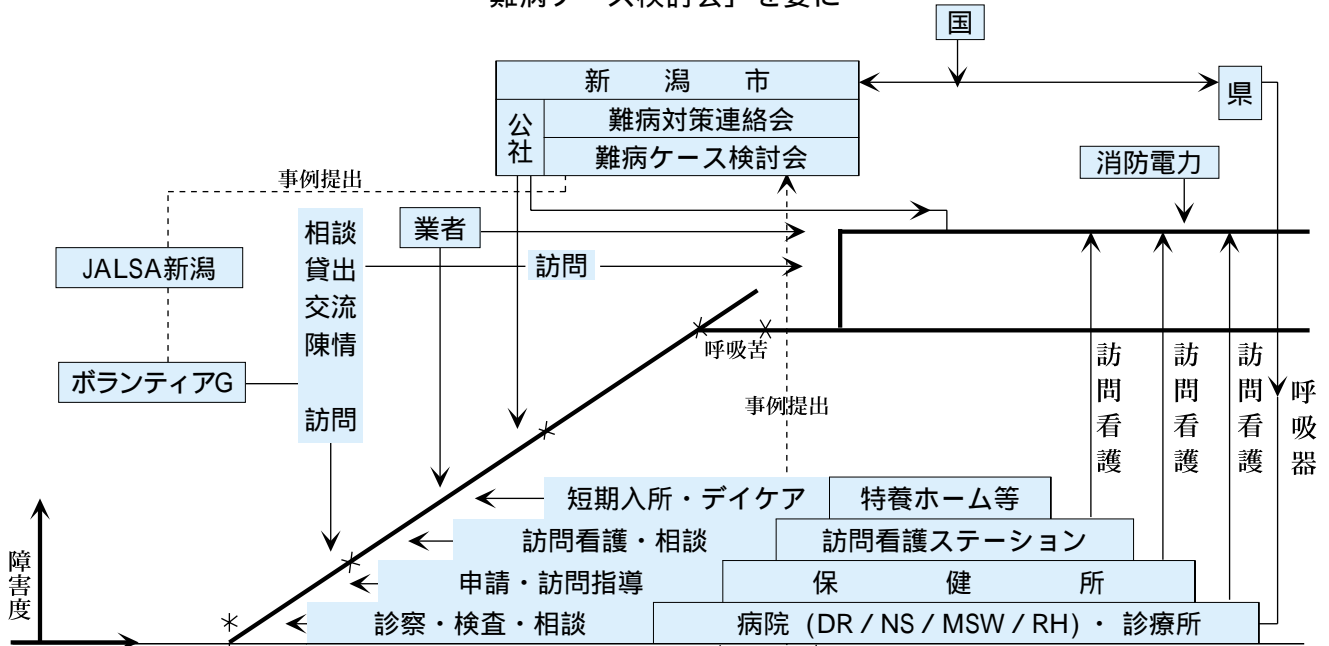 難病ケース検討会」を要に
国
新潟市
県
公社
難病対策連絡会
難病ケース検討会
消防電力
事例提出
相談
貸出
交流
陳情
訪問
業者
JALSA新潟
訪問
ボランティアG
呼吸苦
事例提出
訪問看護
訪問看護
訪問看護
呼吸器
短期入所・デイケア
特養ホーム等
訪問看護・相談
訪問看護ステーション
申請・訪問指導
保健所
診察・検査・相談
病院 (DR / NS / MSW / RH)・診療所
障害度